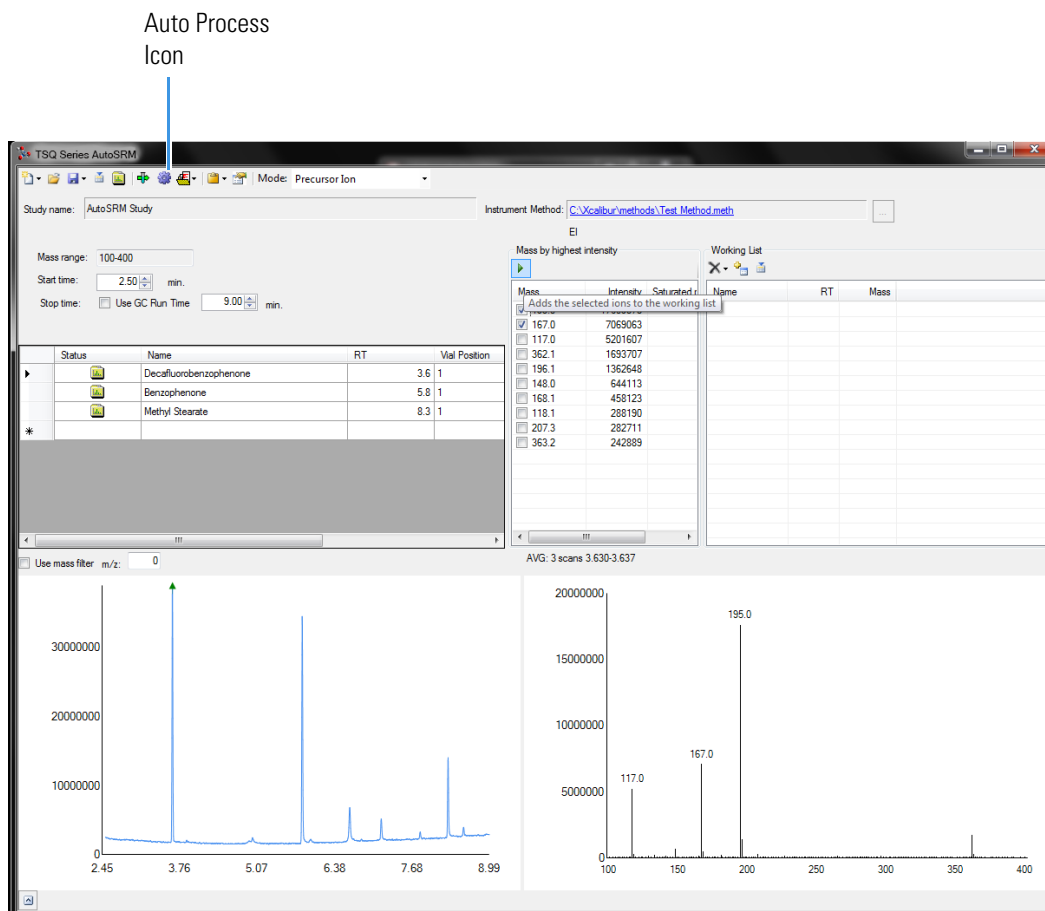 Auto Process
Icon
TSQ Series AutoSRM
Mode: Precursor Ion
Study name: AutoSRM Study
Instrument Method: C:\Xcalibur\methods\Test Method.meth
...
EI
Mass range: 100-400
Start time: 2.50 min.
Stop time: Use GC Run Time 9.00 min.
Mass by highest intensity
Working List
Mass Intensity Saturated
Name RT Mass
Adds the selected ions to the working list
167.0 7069063
117.0 5201607
362.1 1693707
196.1 1362648
148.0 644113
168.1 458123
118.1 288190
207.3 282711
363.2 242889
Status Name RT Vial Position
Decafluorobenzophenone 3.6 1
Benzophenone 5.8 1
Methyl Stearate 8.3 1
Use mass filter m/z: 0
AVG: 3 scans 3.630-3.637
30000000
20000000
10000000
0
2.45 3.76 5.07 6.38 7.68 8.99
20000000
15000000
10000000
5000000
0
195.0
167.0
117.0
100 150 200 250 300 350 400